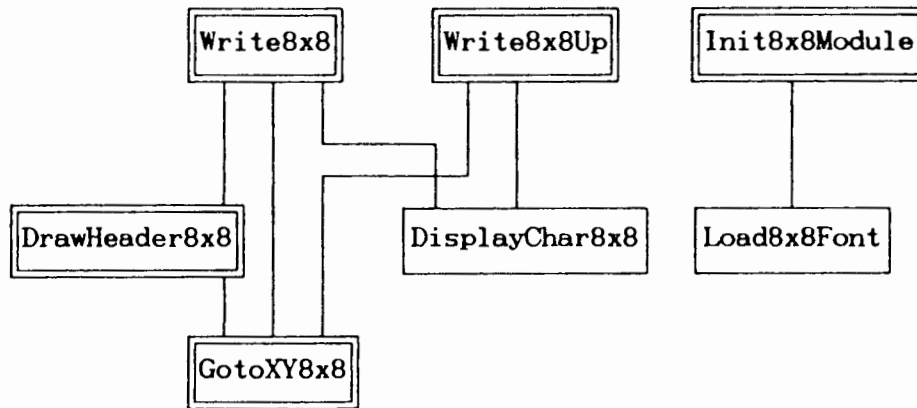 Write8x8
Write8x8Up
Init8x8Module
DrawHeader8x8
DisplayChar8x8
Load8x8Font
GotoXY8x8